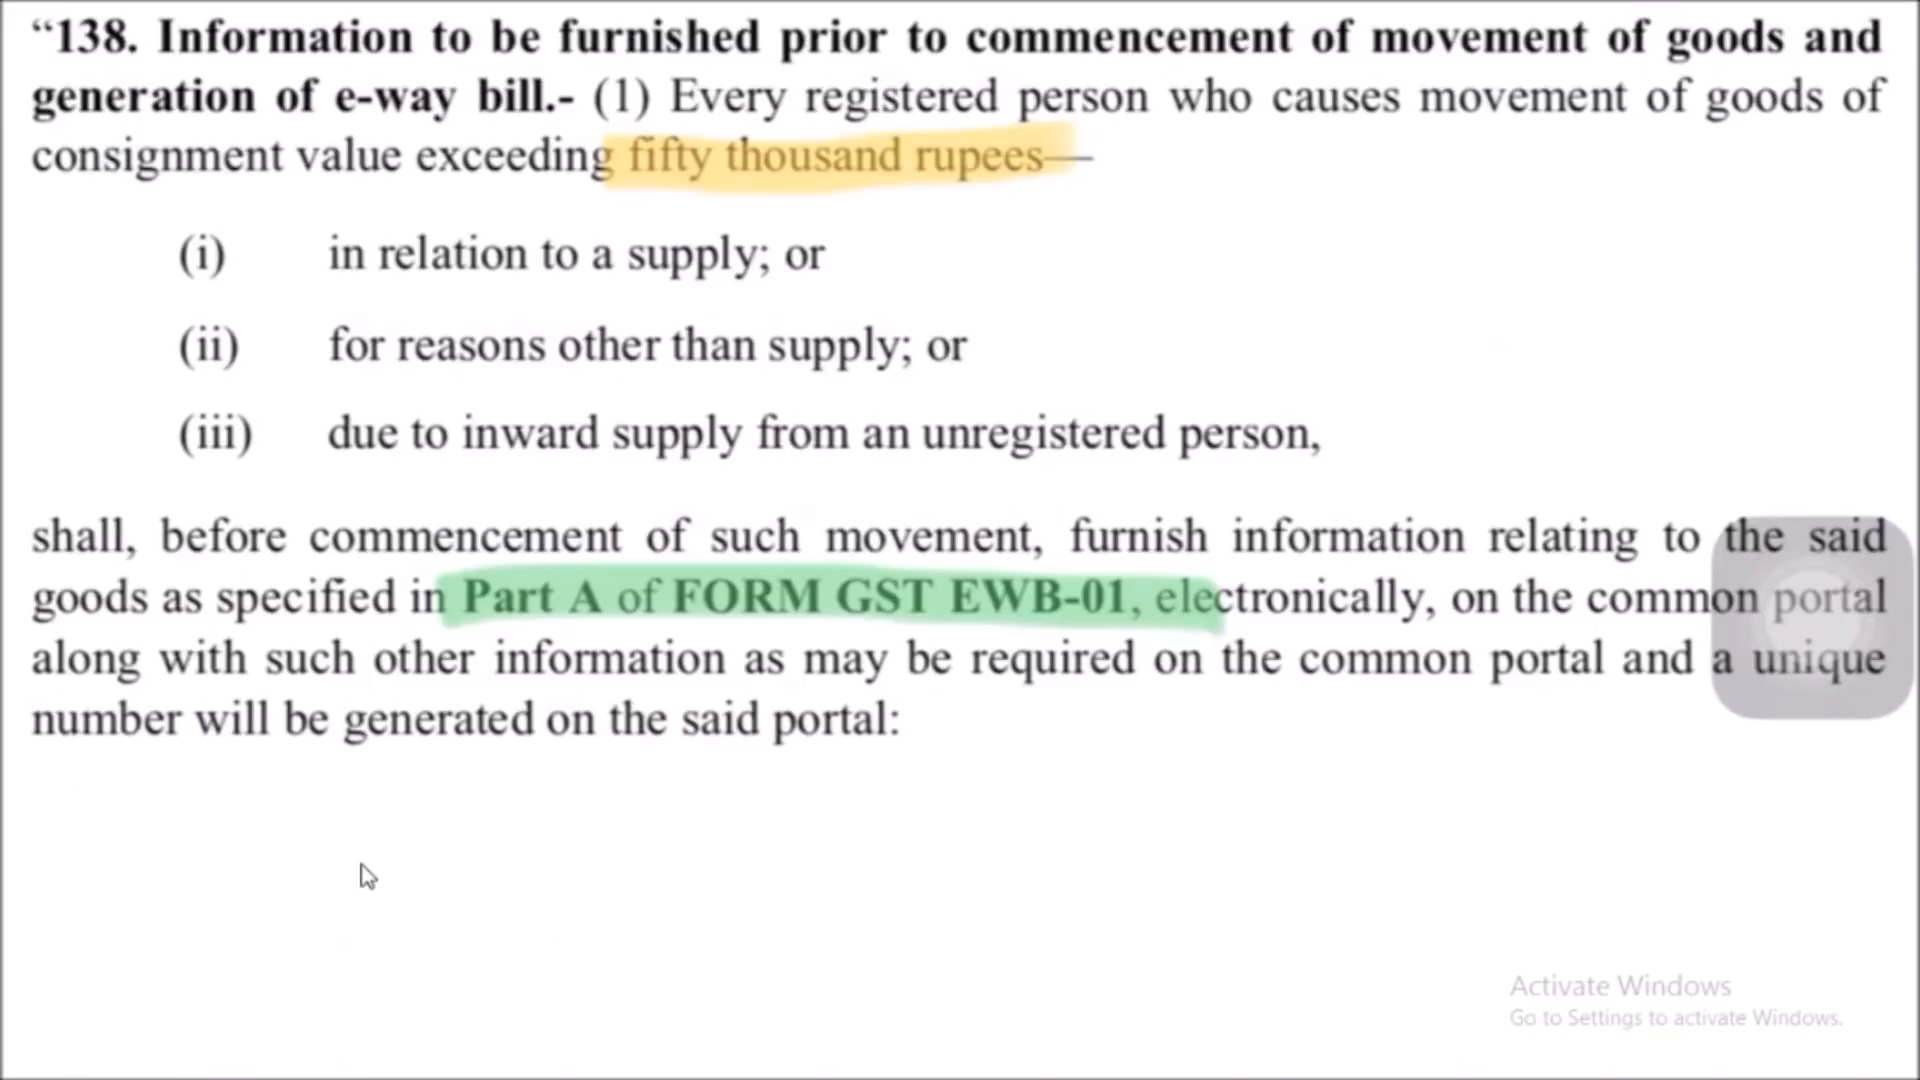 “138. Information to be furnished prior to commencement of movement of goods and
generation of e-way bill.- (1) Every registered person who causes movement of goods of
consignment value exceeding fifty thousand rupees—
(i) in relation to a supply; or
(ii) for reasons other than supply; or
(iii) due to inward supply from an unregistered person,
shall, before commencement of such movement, furnish information relating to the said
goods as specified in Part A of FORM GST EWB-01, electronically, on the common portal
along with such other information as may be required on the common portal and a unique
number will be generated on the said portal:
Activate Windows
Go to Settings to activate Windows.